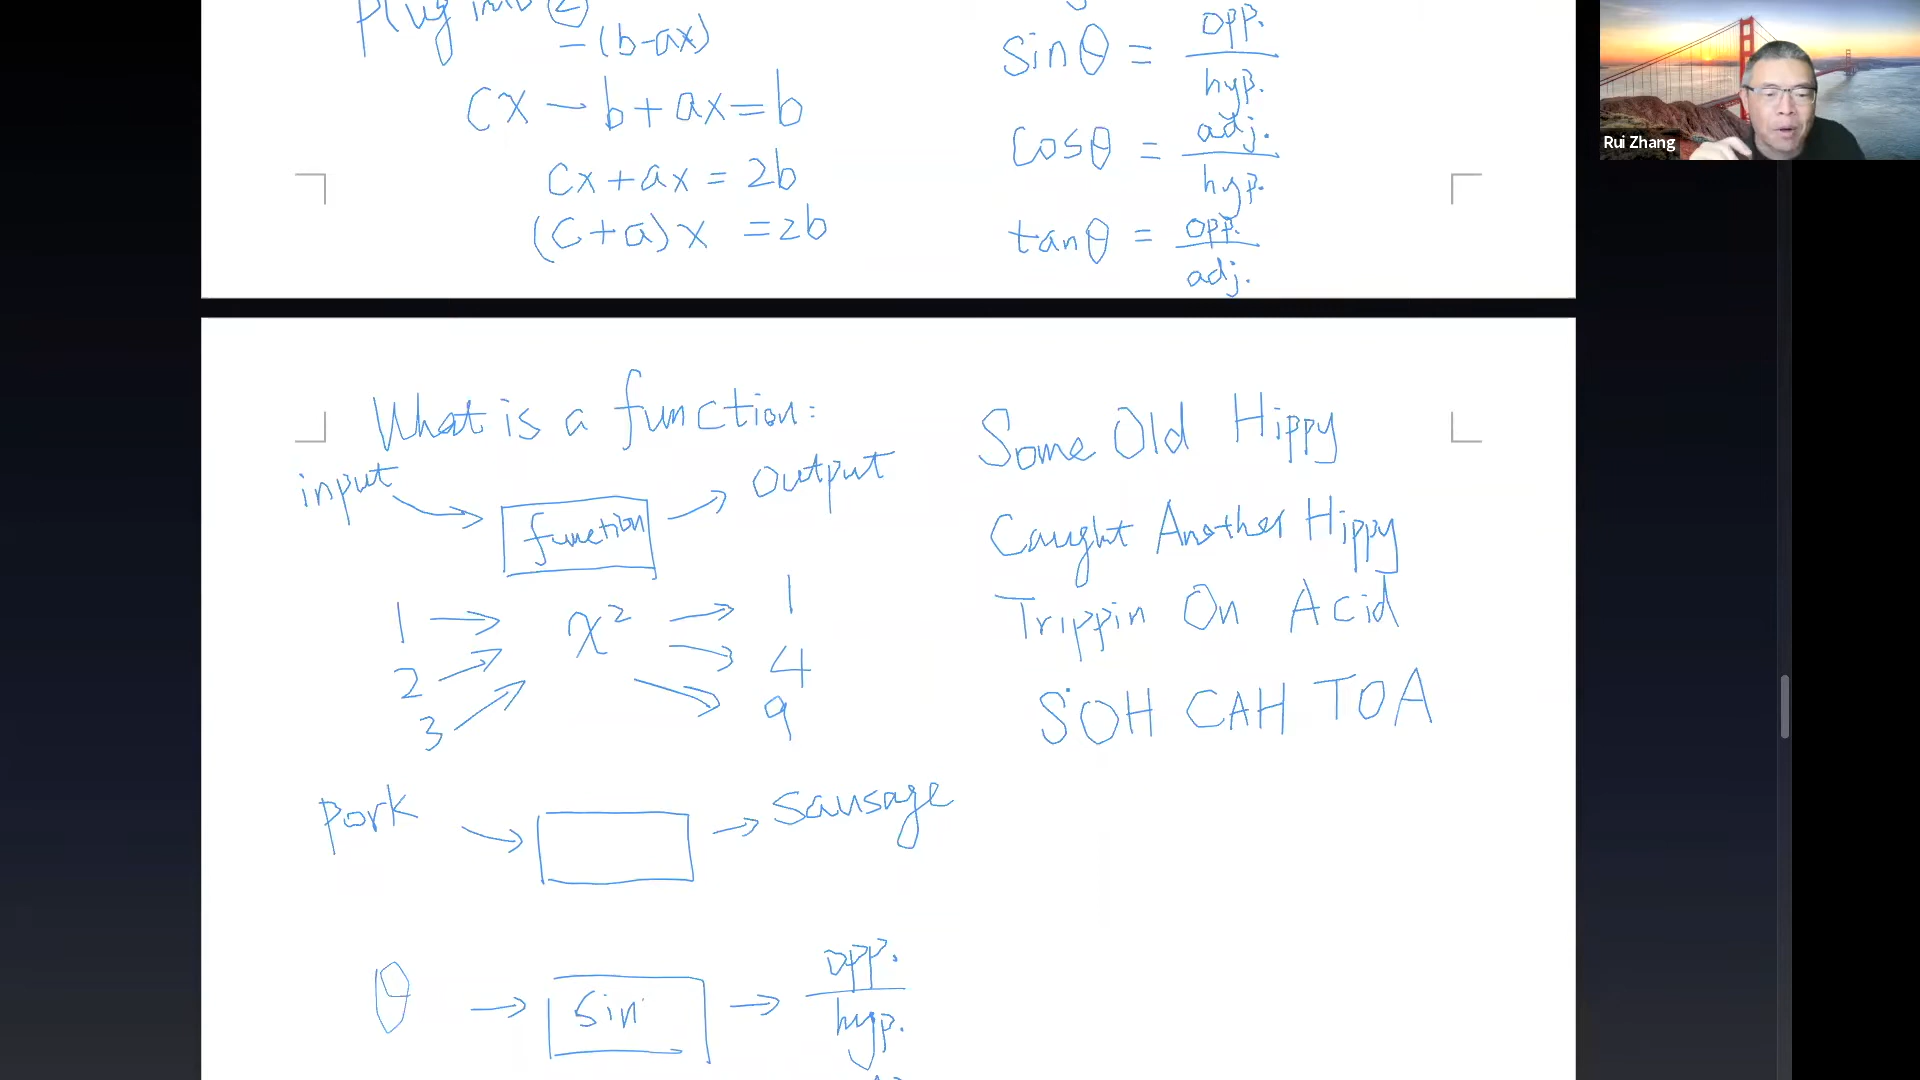 Plug into ②
-(b-ax)
cx - b + ax = b
cx + ax = 2b
(c+a)x = 2b
sinθ = opp. / hyp.
cosθ = adj. / hyp.
tanθ = opp. / adj.
Rui Zhang
What is a function:
input → function → output
1 → x² → 1
2 → 4
3 → 9
pork → sausage
θ → sin → opp. / hyp.
Some Old Hippy
Caught Another Hippy
Trippin On Acid
SOH CAH TOA